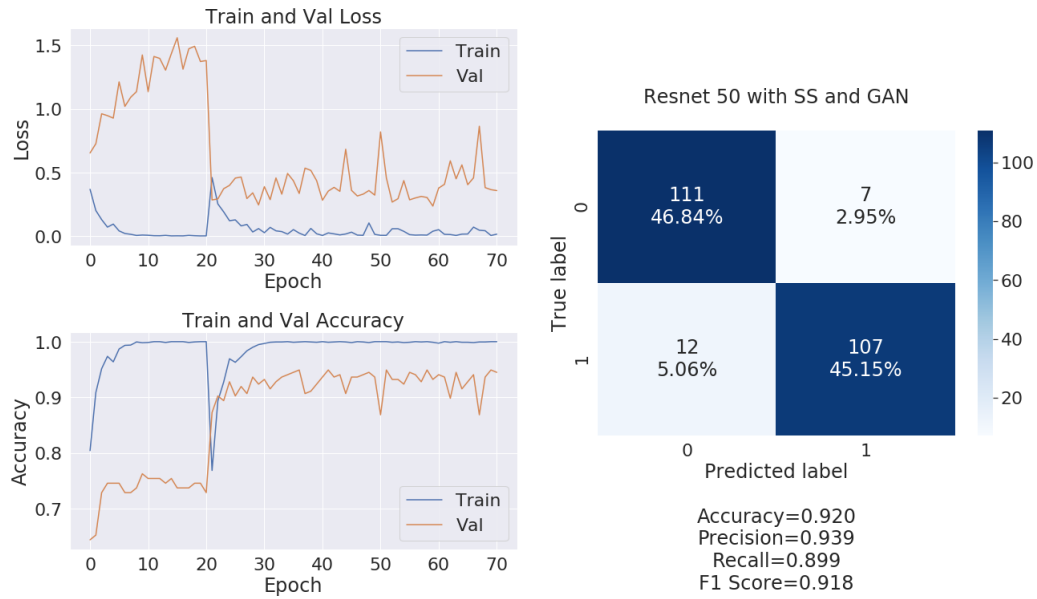 Train and Val Loss
Loss
1.5
1.0
0.5
0.0
Train
Val
0 10 20 30 40 50 60 70
Epoch
Train and Val Accuracy
Accuracy
1.0
0.9
0.8
0.7
Train
Val
0 10 20 30 40 50 60 70
Epoch
Resnet 50 with SS and GAN
True label
0
111
46.84%
7
2.95%
1
12
5.06%
107
45.15%
0 1
Predicted label
100
80
60
40
20
Accuracy=0.920
Precision=0.939
Recall=0.899
F1 Score=0.918